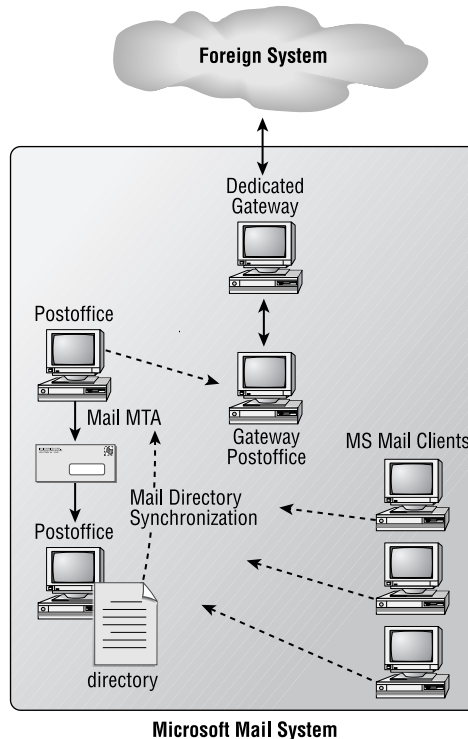 Foreign System
Dedicated
Gateway
Postoffice
Mail MTA
Gateway
Postoffice
MS Mail Clients
Mail Directory
Synchronization
Postoffice
directory
Microsoft Mail System